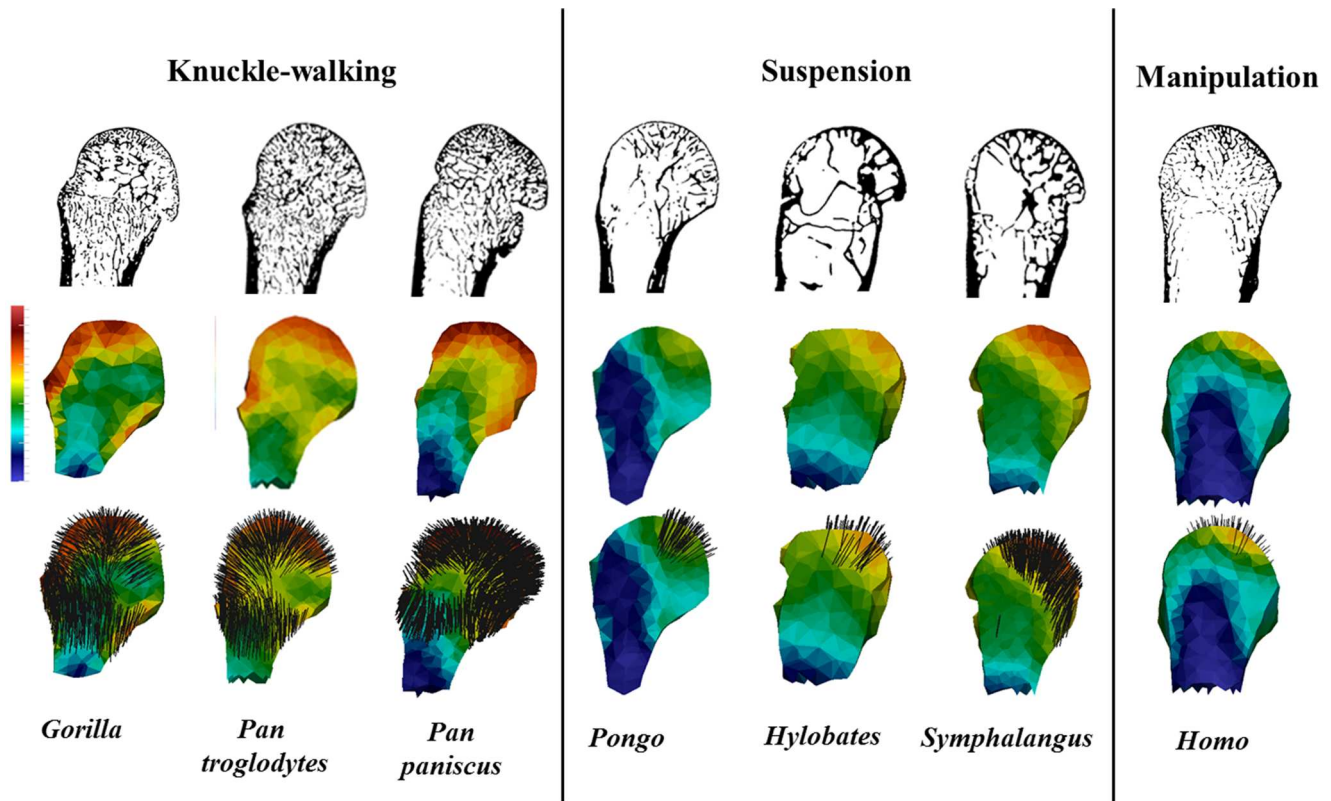 Knuckle-walking
Suspension
Manipulation
Gorilla
Pan
troglodytes
Pan
paniscus
Pongo
Hylobates
Symphalangus
Homo